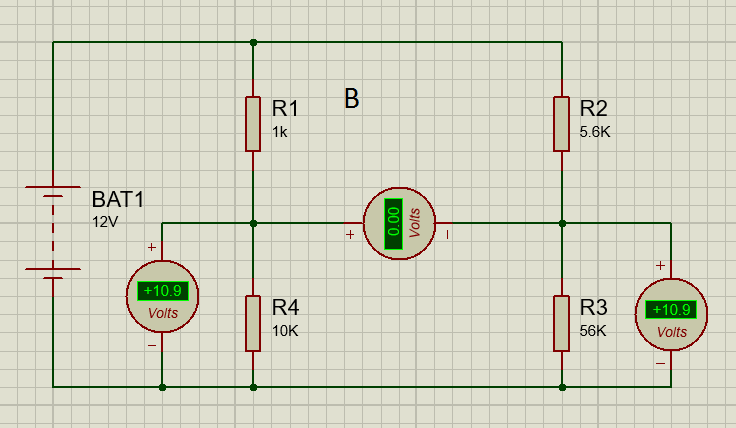 B
R1
1k
R2
5.6K
BAT1
12V
0.00
Volts
+
+
+10.9
Volts
R4
10K
R3
56K
+
+10.9
Volts